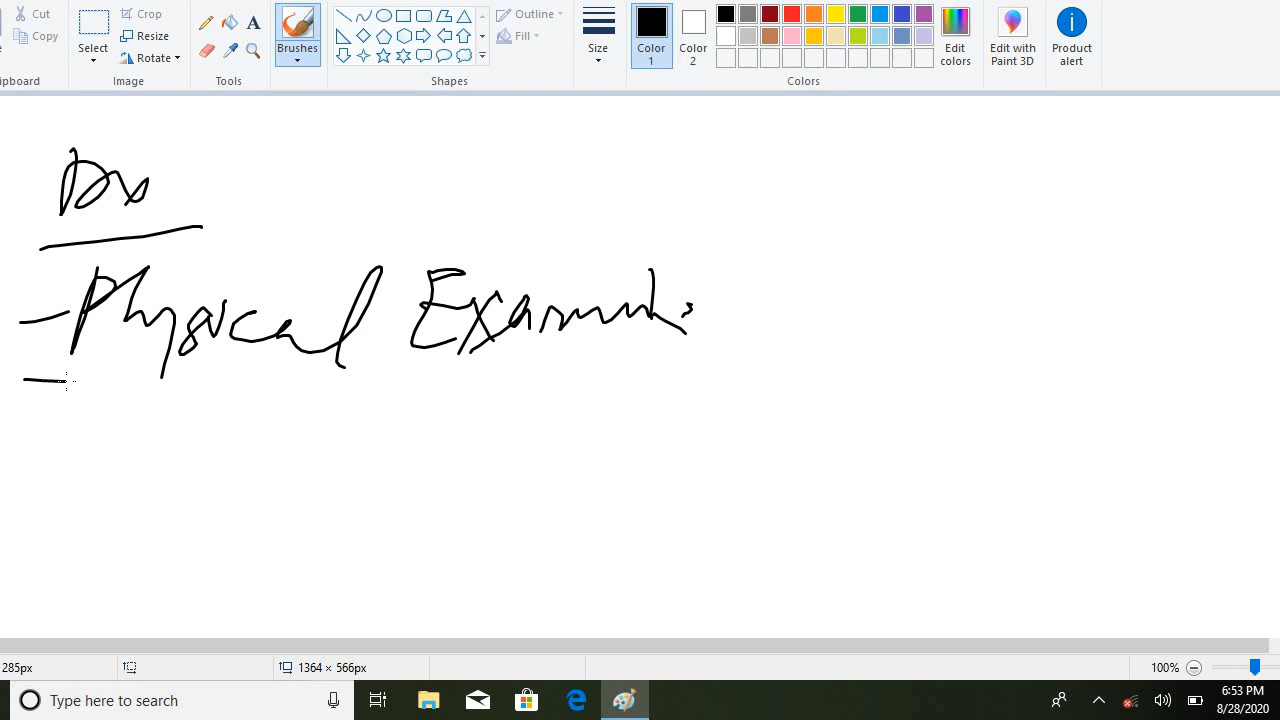 Cut Crop Outline
Copy Select Resize Brushes Fill Size Color 1 Color 2 Edit colors Edit with Paint 3D Product alert
Rotate
Image Tools Shapes Colors
Dx
- Physical
-
285px 1364 × 566px 100%
Type here to search 6:53 PM
8/28/2020